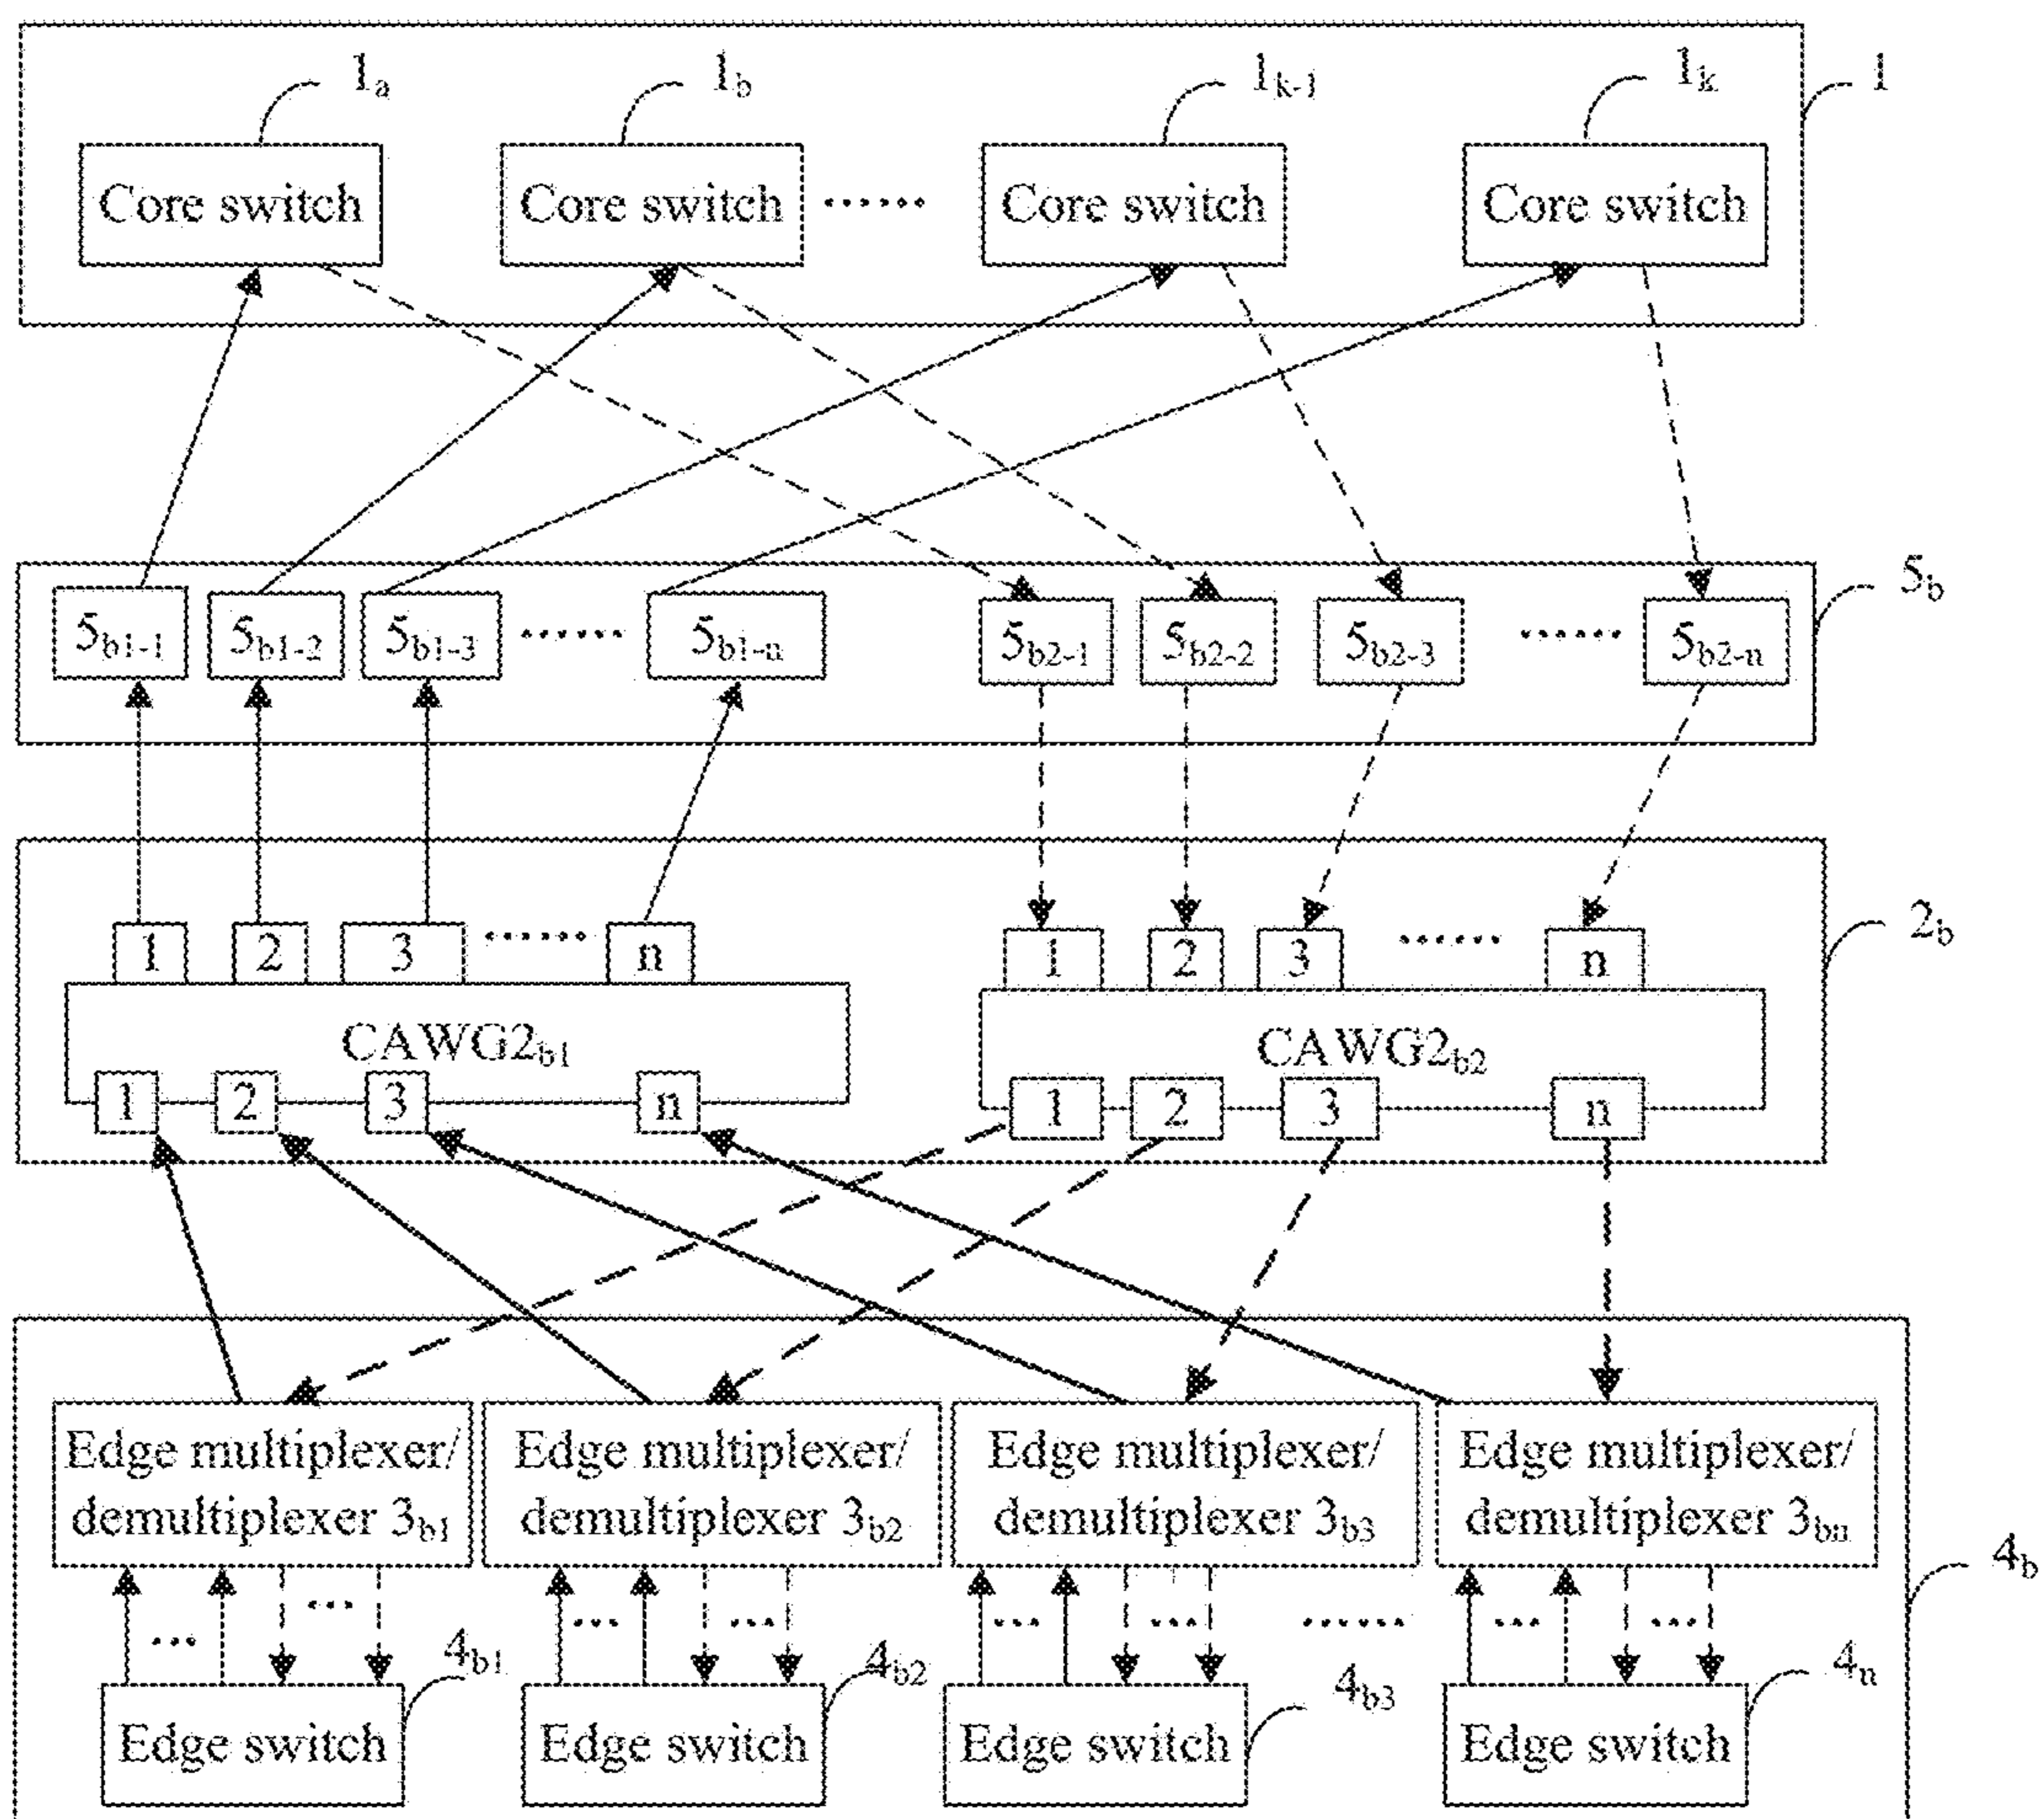 1a 1b 1k-1 1k 1
Core switch Core switch ...... Core switch Core switch
5b
5b1-1 5b1-2 5b1-3 ...... 5b1-n 5b2-1 5b2-2 5b2-3 ...... 5b2-n
2b
1 2 3 ...... n 1 2 3 ...... n
CAWG2b1 CAWG2b2
1 2 3 n 1 2 3 n
Edge multiplexer/ Edge multiplexer/ Edge multiplexer/ Edge multiplexer/
demultiplexer 3b1 demultiplexer 3b2 demultiplexer 3b3 demultiplexer 3bn
4b
... ... ... ... ... ... ...... ... ...
4b1 4b2 4b3 4n
Edge switch Edge switch Edge switch Edge switch